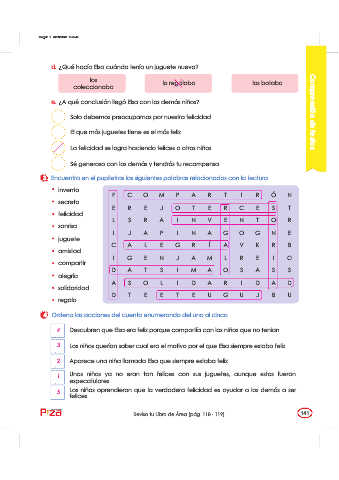 d. ¿Qué hacía Elsa cuándo tenía un juguete nuevo?
los coleccionaba
lo regalaba
los botaba
e. ¿A qué conclusión llegó Elsa con los demás niños?
Solo debemos preocuparnos por nuestra felicidad
El que más juguetes tiene es el más feliz
La felicidad se logra haciendo felices a otros niños
Sé generoso con los demás y tendrás tu recompensa
Comprensión de textos
Encuentra en el pupiletras las siguientes palabras relacionadas con la lectura:
• invento
• secreto
• felicidad
• sonrisa
• juguete
• amistad
• compartir
• alegría
• solidaridad
• regalo
F C O M P A R T I R Ó N
E R E J O T E R C E S T
L S R A I N V E N T O R
I J A P I N A G O G N E
C A L E G R Í A V K R B
I G E N J A M L R E I O
D A T S I M A O S A S S
A S O L I D A R I D A D
D T E E T E U G U J B U
Ordena las acciones del cuento enumerando del uno al cinco:
4 Descubren que Elsa era feliz porque compartía con los niños que no tenían
3 Los niños querían saber cuál era el motivo por el que Elsa siempre estaba feliz
2 Aparece una niña llamada Elsa que siempre estaba feliz
1 Unos niños ya no eran tan felices con sus juguetes, aunque estos fueron espectaculares
5 Los niños aprendieron que la verdadera felicidad es ayudar a los demás a ser felices
Revisa tu Libro de Área (pág. 118 - 119)
141